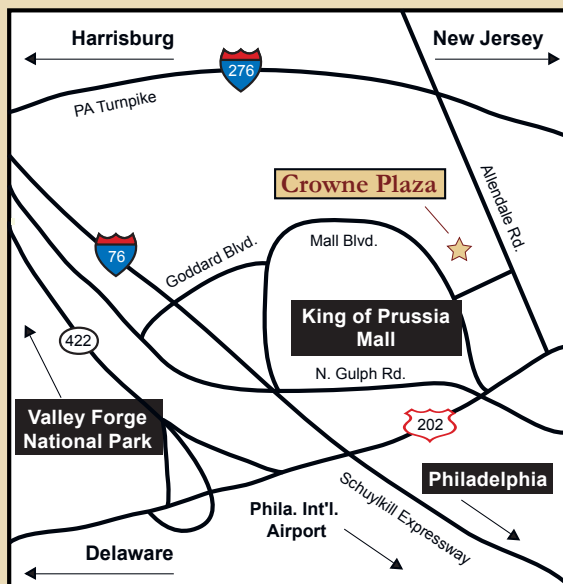 Harrisburg
New Jersey
276
PA Turnpike
Crowne Plaza
Allendale Rd.
Mall Blvd.
Goddard Blvd.
76
King of Prussia
Mall
422
N. Gulph Rd.
Valley Forge
National Park
202
Philadelphia
Schuylkill Expressway
Phila. Int'l.
Airport
Delaware